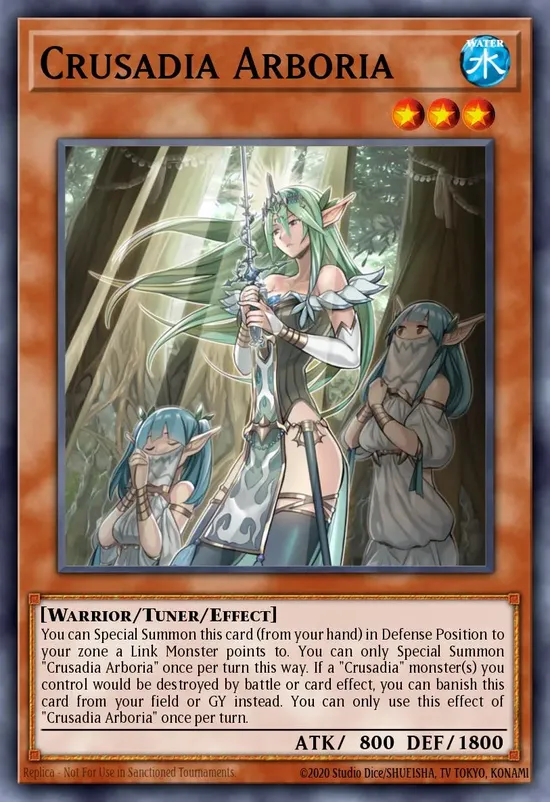 Crusadia Arboria
WATER
水
[Warrior/Tuner/Effect]
You can Special Summon this card (from your hand) in Defense Position to
your zone a Link Monster points to. You can only Special Summon
"Crusadia Arboria" once per turn this way. If a "Crusadia" monster(s) you
control would be destroyed by battle or card effect, you can banish this
card from your field or GY instead. You can only use this effect of
"Crusadia Arboria" once per turn.
ATK/ 800 DEF/1800
Replica - Not For Use in Sanctioned Tournaments ©2020 Studio Dice/SHUEISHA, TV TOKYO, KONAMI